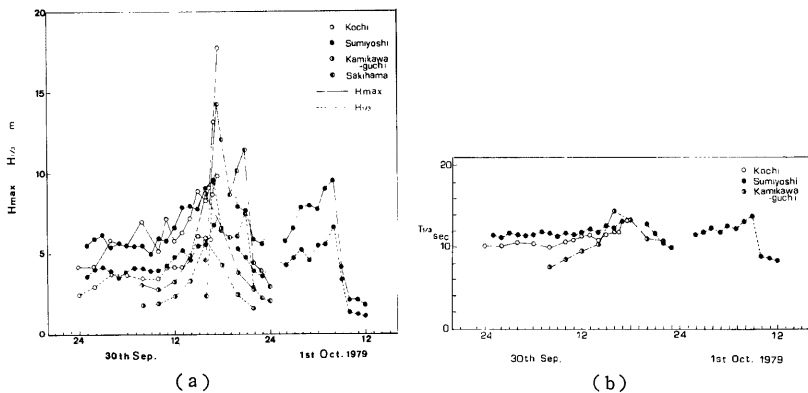 20
15
10
5
0
Hmax H1/3 m
Kochi
Sumiyoshi
Kamikawa
-guchi
Sakihama
Hmax
H1/3
24 12 24 12
30th Sep. 1st Oct. 1979
(a)
20
10
0
T1/3 sec
Kochi
Sumiyoshi
Kamikawa
-guchi
24 12 24 12
30th Sep. 1st Oct. 1979
(b)